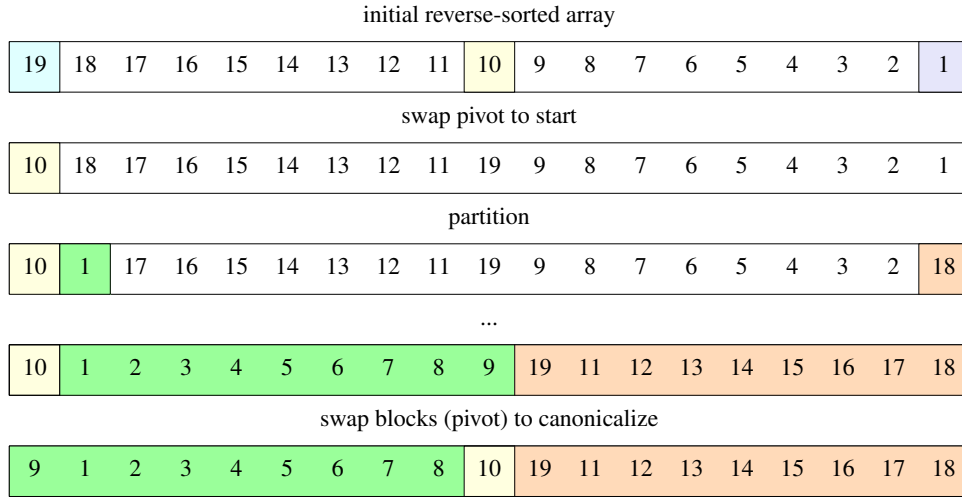 initial reverse-sorted array
19 18 17 16 15 14 13 12 11 10 9 8 7 6 5 4 3 2 1
swap pivot to start
10 18 17 16 15 14 13 12 11 19 9 8 7 6 5 4 3 2 1
partition
10 1 17 16 15 14 13 12 11 19 9 8 7 6 5 4 3 2 18
...
10 1 2 3 4 5 6 7 8 9 19 11 12 13 14 15 16 17 18
swap blocks (pivot) to canonicalize
9 1 2 3 4 5 6 7 8 10 19 11 12 13 14 15 16 17 18